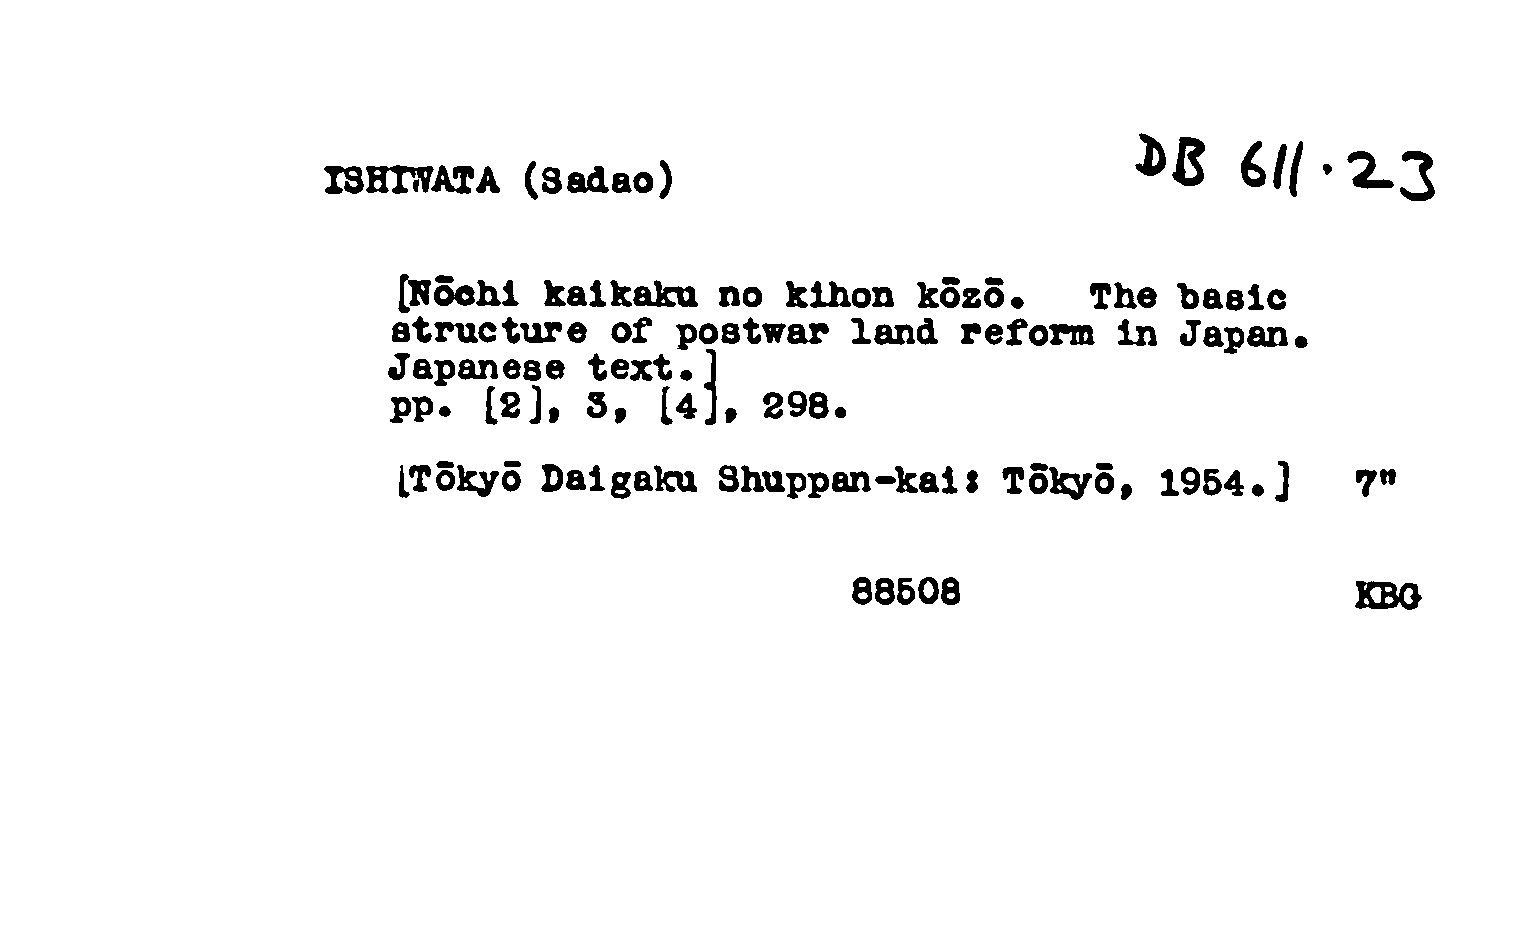 ISHIWATA (Sadao) DB 611.23
[Nōchi kaikaku no kihon kōzō. The basic
structure of postwar land reform in Japan.
Japanese text.]
pp. [2], 3, [4], 298.
[Tōkyō Daigaku Shuppan-kai: Tōkyō, 1954.] 7"
88508 KBG